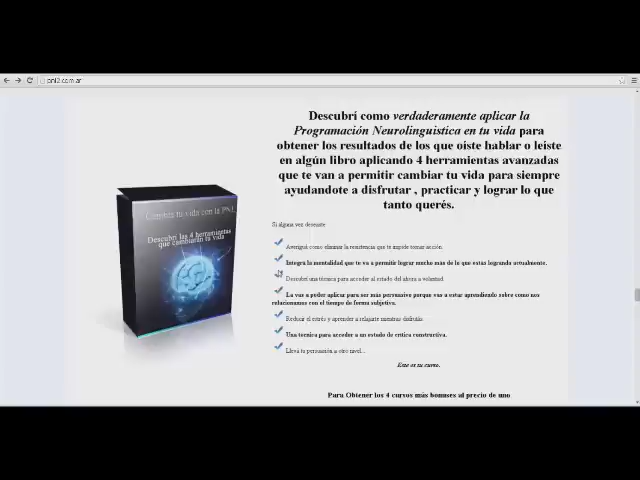 pnl2.com.ar
Descubrí como verdaderamente aplicar la
Programación Neurolinguistica en tu vida para
obtener los resultados de los que oiste hablar o leiste
en algún libro aplicando 4 herramientas avanzadas
que te van a permitir cambiar tu vida para siempre
ayudandote a disfrutar , practicar y lograr lo que
tanto querés.
Construí tu vida con la PNL
Descubrí las 4 herramientas
que cambiarán tu vida
Si alguna vez deseaste
Averiguá como eliminar la resistencia que te impide tomar acción.
Integrá la mentalidad que te va a permitir lograr mucho más de lo que estás logrando actualmente.
Descubrí una técnica para acceder al estado del ahora a voluntad.
La vas a poder aplicar para ser más persuasivo porque vas a estar aprendiendo sobre como nos
relacionamos con el tiempo de forma subjetiva.
Reducir el estrés y aprender a relajarte mientras disfrutás.
Una técnica para acceder a un estado de critica constructiva.
Llevá tu persuasión a otro nivel...
Este es tu curso.
Para Obtener los 4 cursos más bonuses al precio de uno